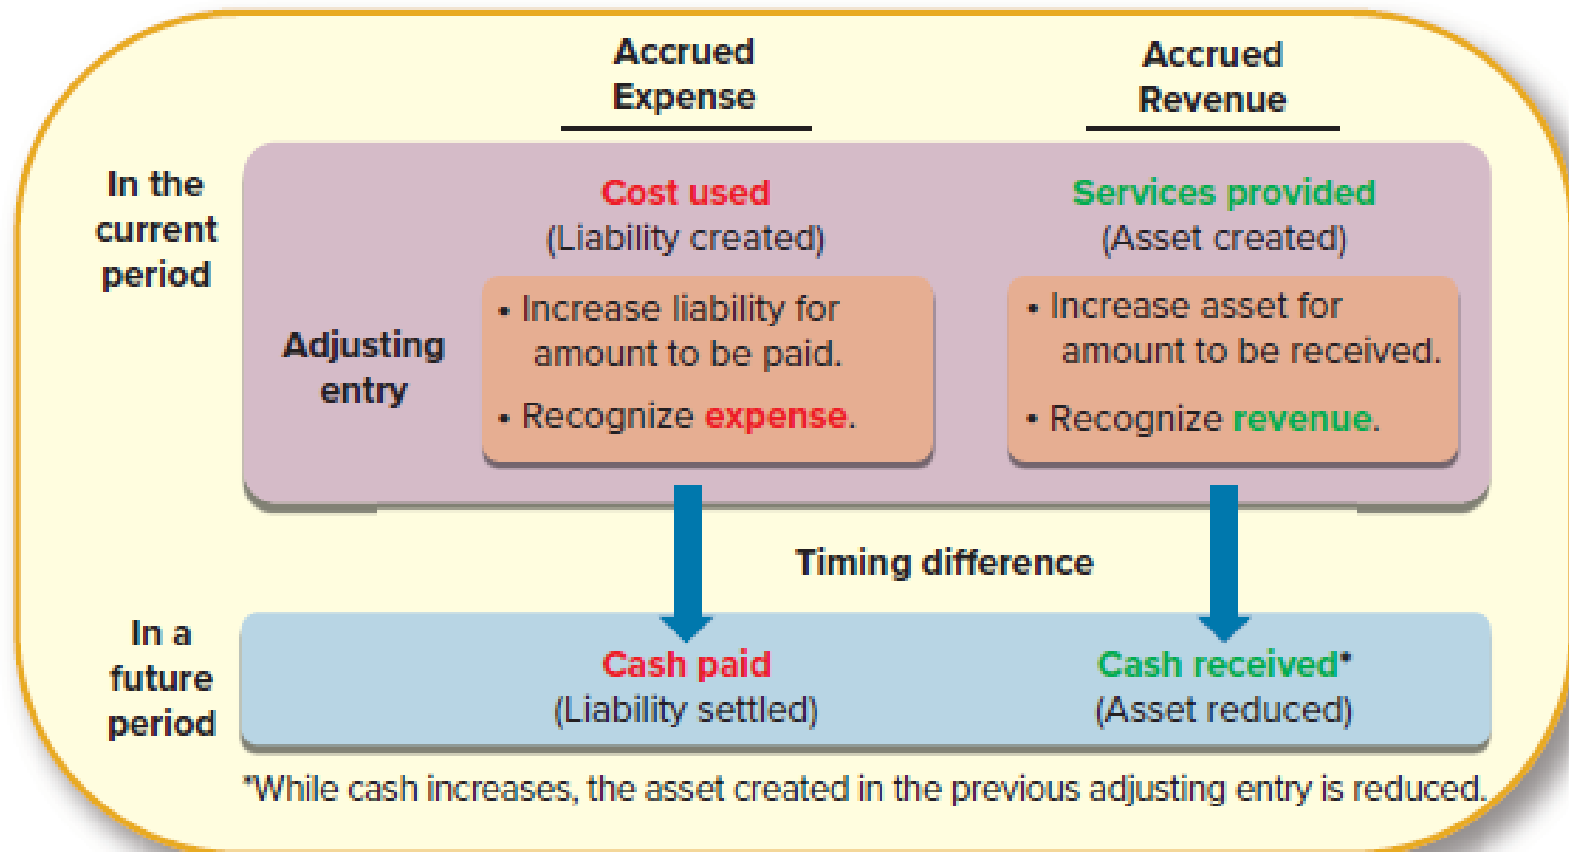 Accrued
Expense
Accrued
Revenue
In the
current
period
Cost used
(Liability created)
Services provided
(Asset created)
Adjusting
entry
• Increase liability for
amount to be paid.
• Recognize expense.
• Increase asset for
amount to be received.
• Recognize revenue.
Timing difference
In a
future
period
Cash paid
(Liability settled)
Cash received*
(Asset reduced)
*While cash increases, the asset created in the previous adjusting entry is reduced.